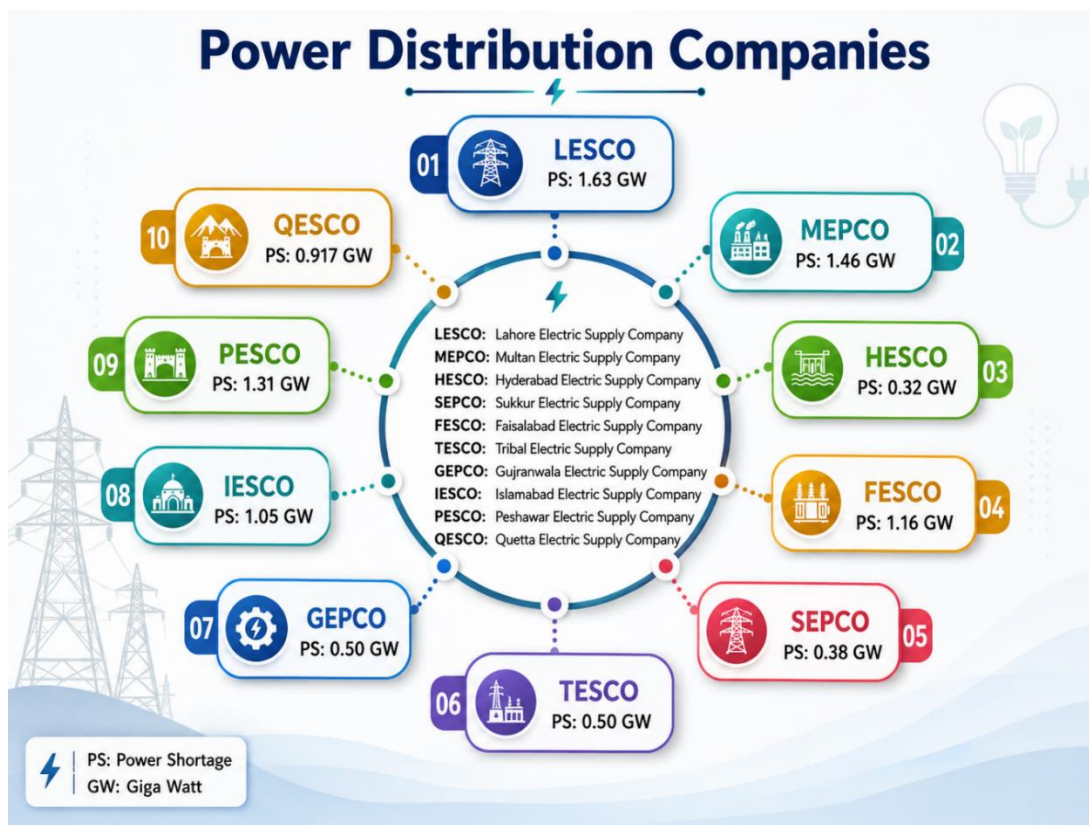 Power Distribution Companies
01
LESCO
PS: 1.63 GW
MEPCO
PS: 1.46 GW
02
HESCO
PS: 0.32 GW
03
FESCO
PS: 1.16 GW
04
SEPCO
PS: 0.38 GW
05
06
TESCO
PS: 0.50 GW
07
GEPCO
PS: 0.50 GW
08
IESCO
PS: 1.05 GW
09
PESCO
PS: 1.31 GW
10
QESCO
PS: 0.917 GW
LESCO: Lahore Electric Supply Company
MEPCO: Multan Electric Supply Company
HESCO: Hyderabad Electric Supply Company
SEPCO: Sukkur Electric Supply Company
FESCO: Faisalabad Electric Supply Company
TESCO: Tribal Electric Supply Company
GEPCO: Gujranwala Electric Supply Company
IESCO: Islamabad Electric Supply Company
PESCO: Peshawar Electric Supply Company
QESCO: Quetta Electric Supply Company
PS: Power Shortage
GW: Giga Watt